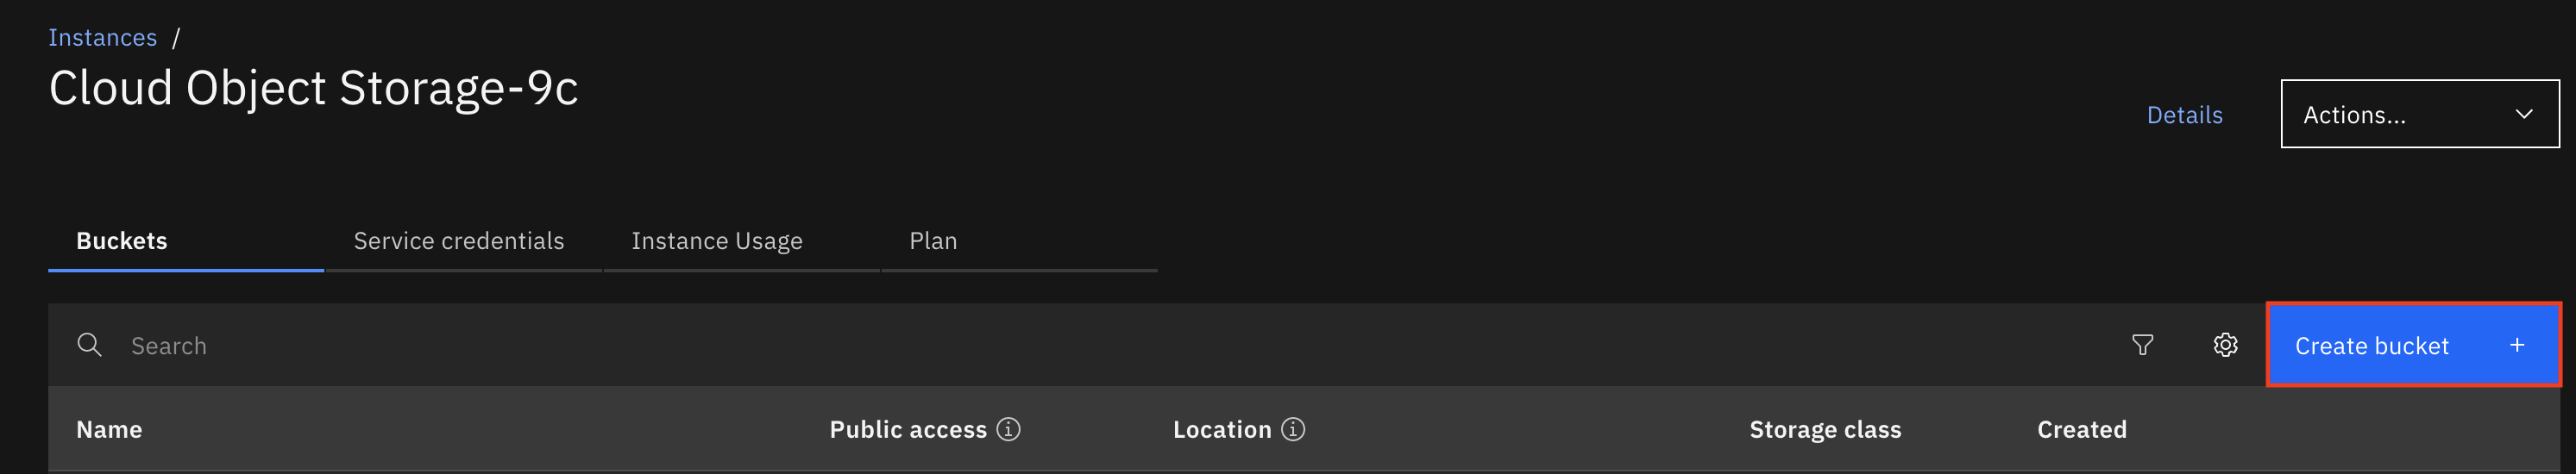 Instances /
Cloud Object Storage-9c
Details
Actions...
Buckets
Service credentials
Instance Usage
Plan
Search
Create bucket +
Name
Public access
Location
Storage class
Created